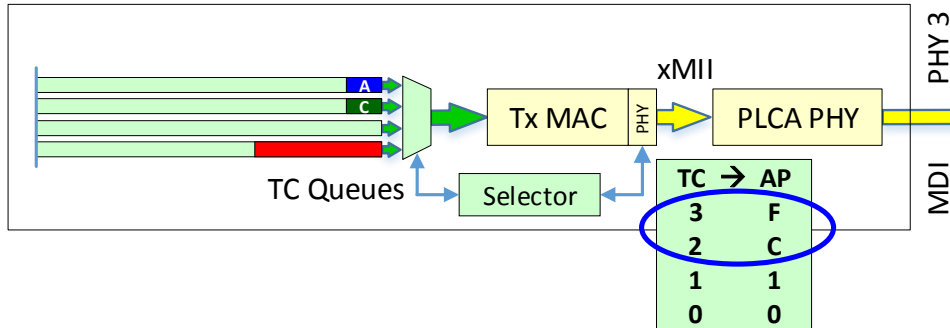 PHY 3
xMII
A
C
Tx MAC
PHY
PLCA PHY
TC Queues
Selector
MDI
TC → AP
3 F
2 C
1 1
0 0